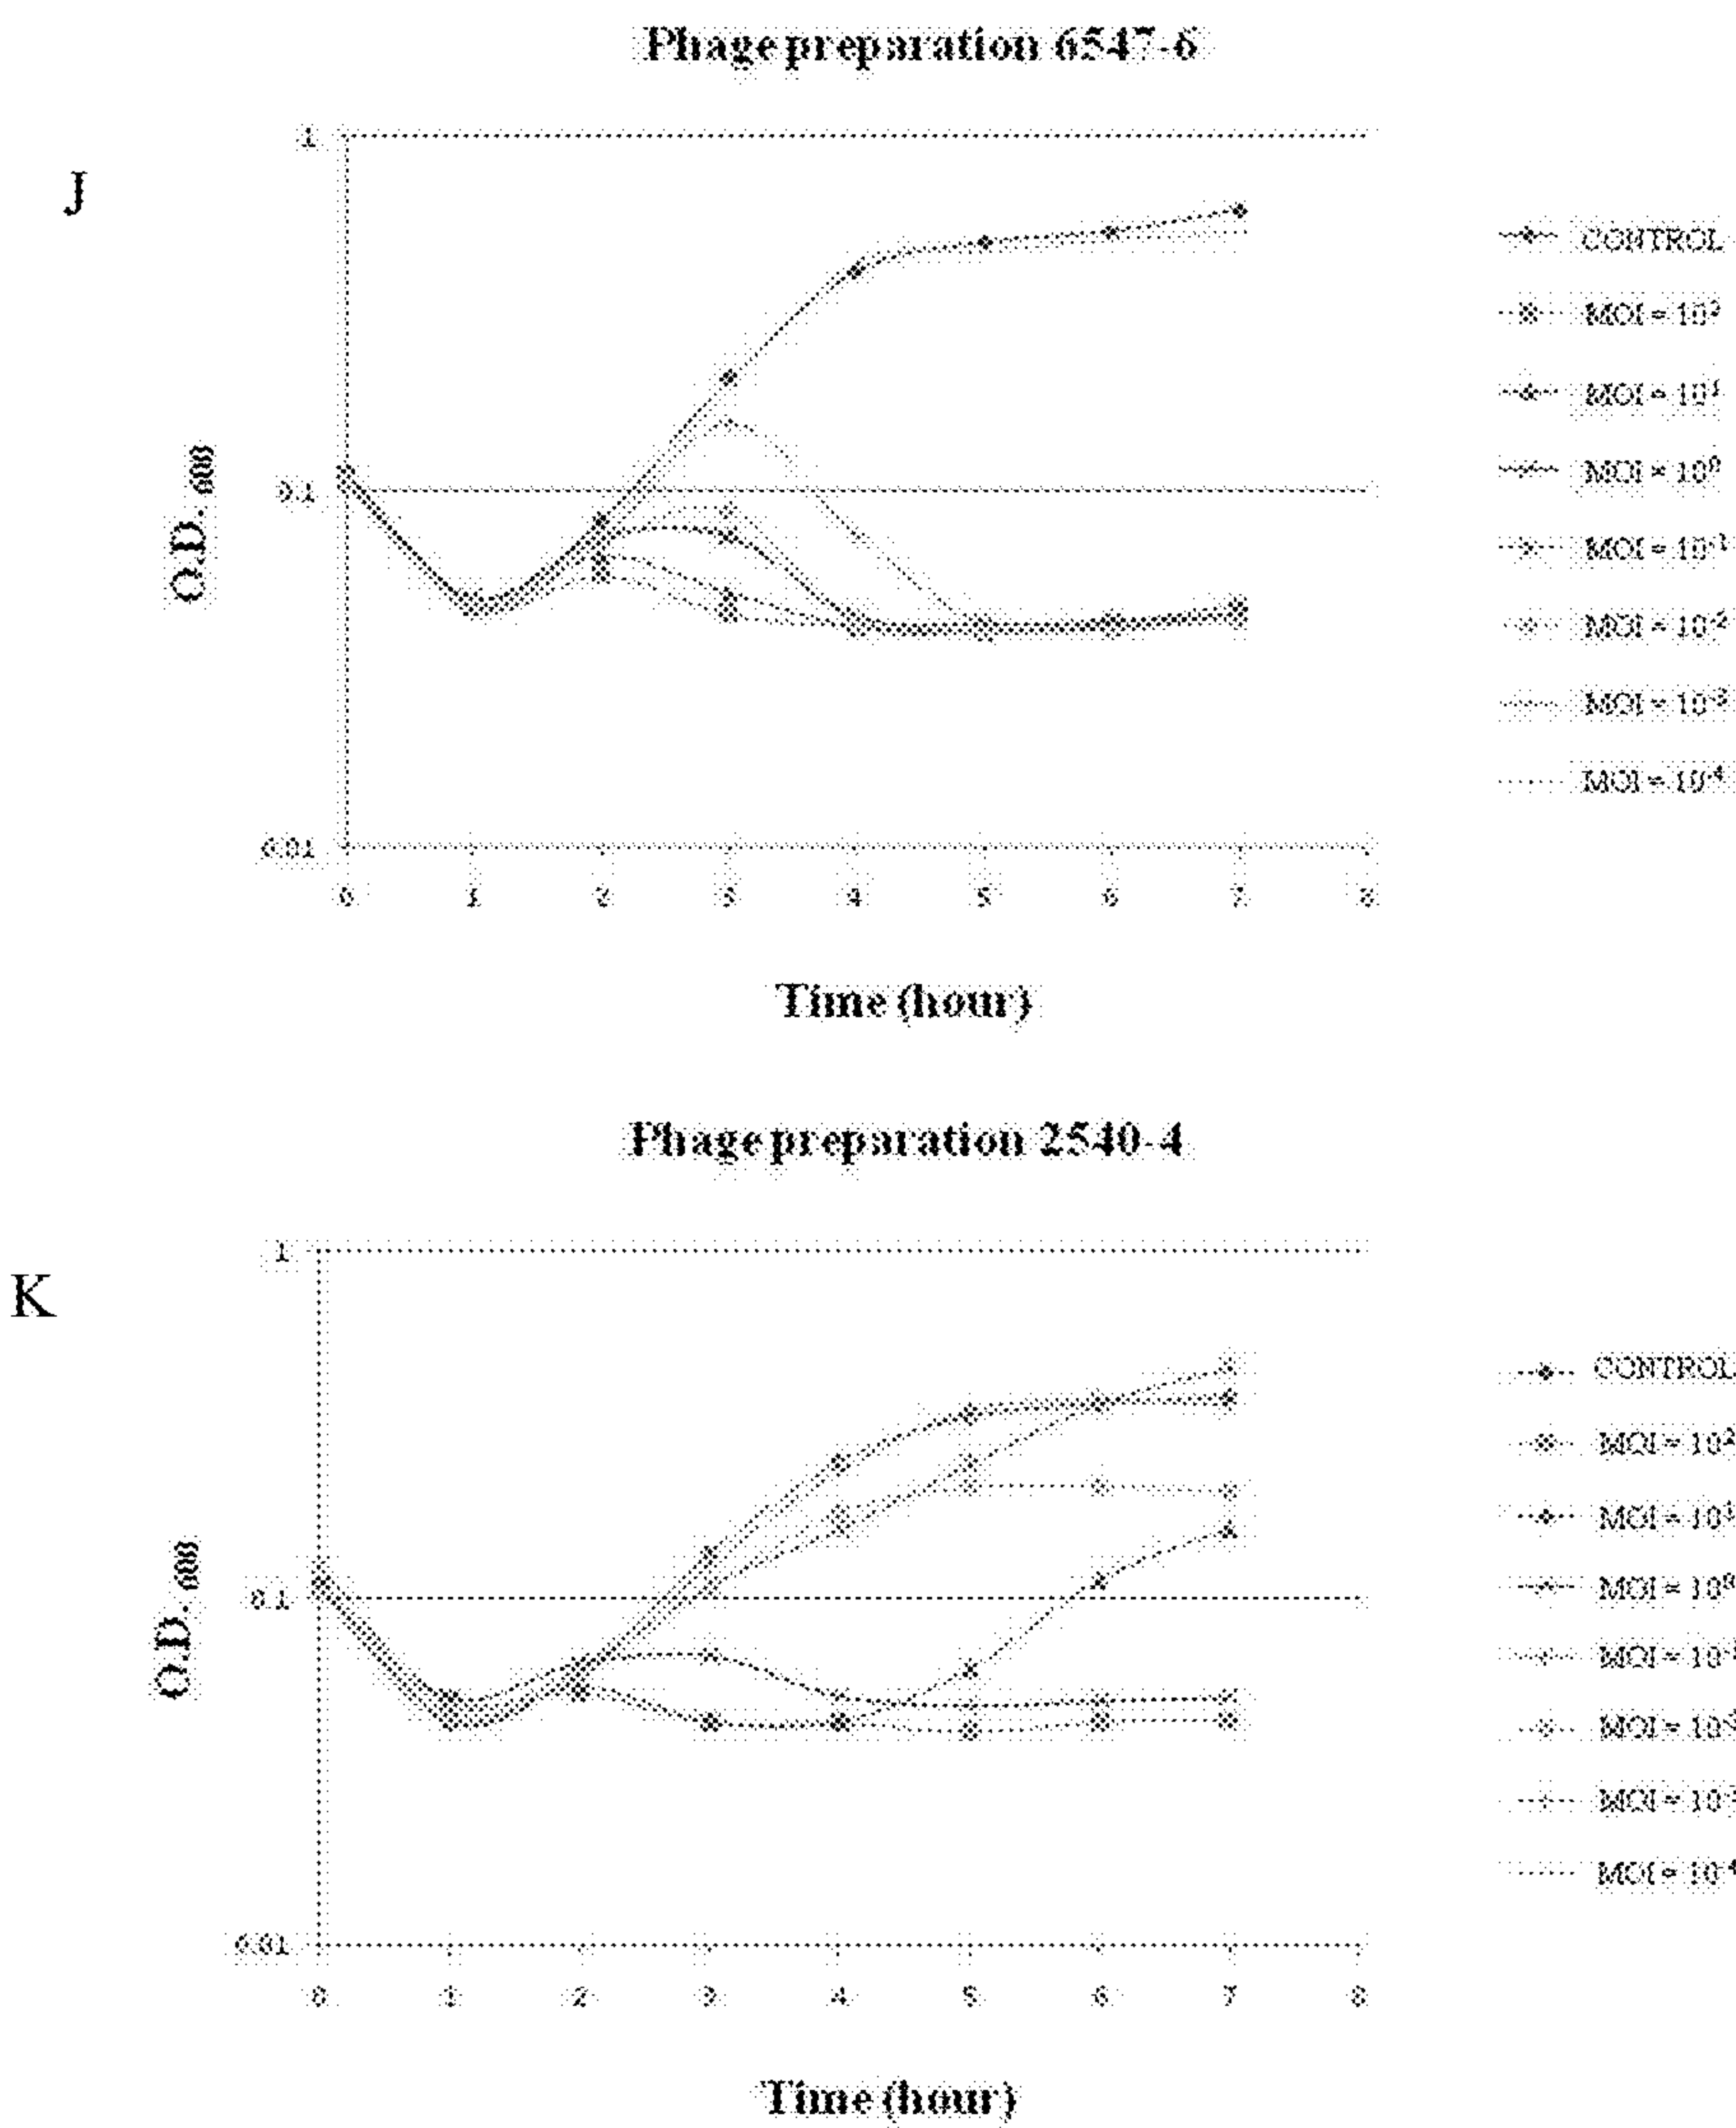 Phage preparation 6547-6
J
1
0.1
0.01
O.D. 600
0 1 2 3 4 5 6 7 8
Time (hour)
CONTROL
MOI = 10²
MOI = 10¹
MOI = 10⁰
MOI = 10⁻¹
MOI = 10⁻²
MOI = 10⁻³
MOI = 10⁻⁴
Phage preparation 2540-4
K
1
0.1
0.01
O.D. 600
0 1 2 3 4 5 6 7 8
Time (hour)
CONTROL
MOI = 10²
MOI = 10¹
MOI = 10⁰
MOI = 10⁻¹
MOI = 10⁻²
MOI = 10⁻
MOI = 10⁻⁴